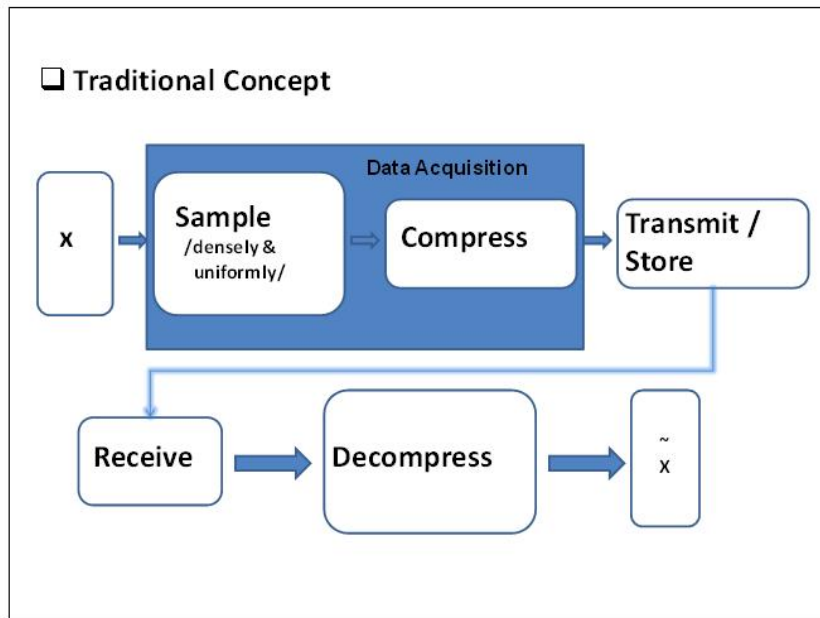 ❑ Traditional Concept
Data Acquisition
x
Sample
/densely &
uniformly/
Compress
Transmit /
Store
Receive
Decompress
~
x